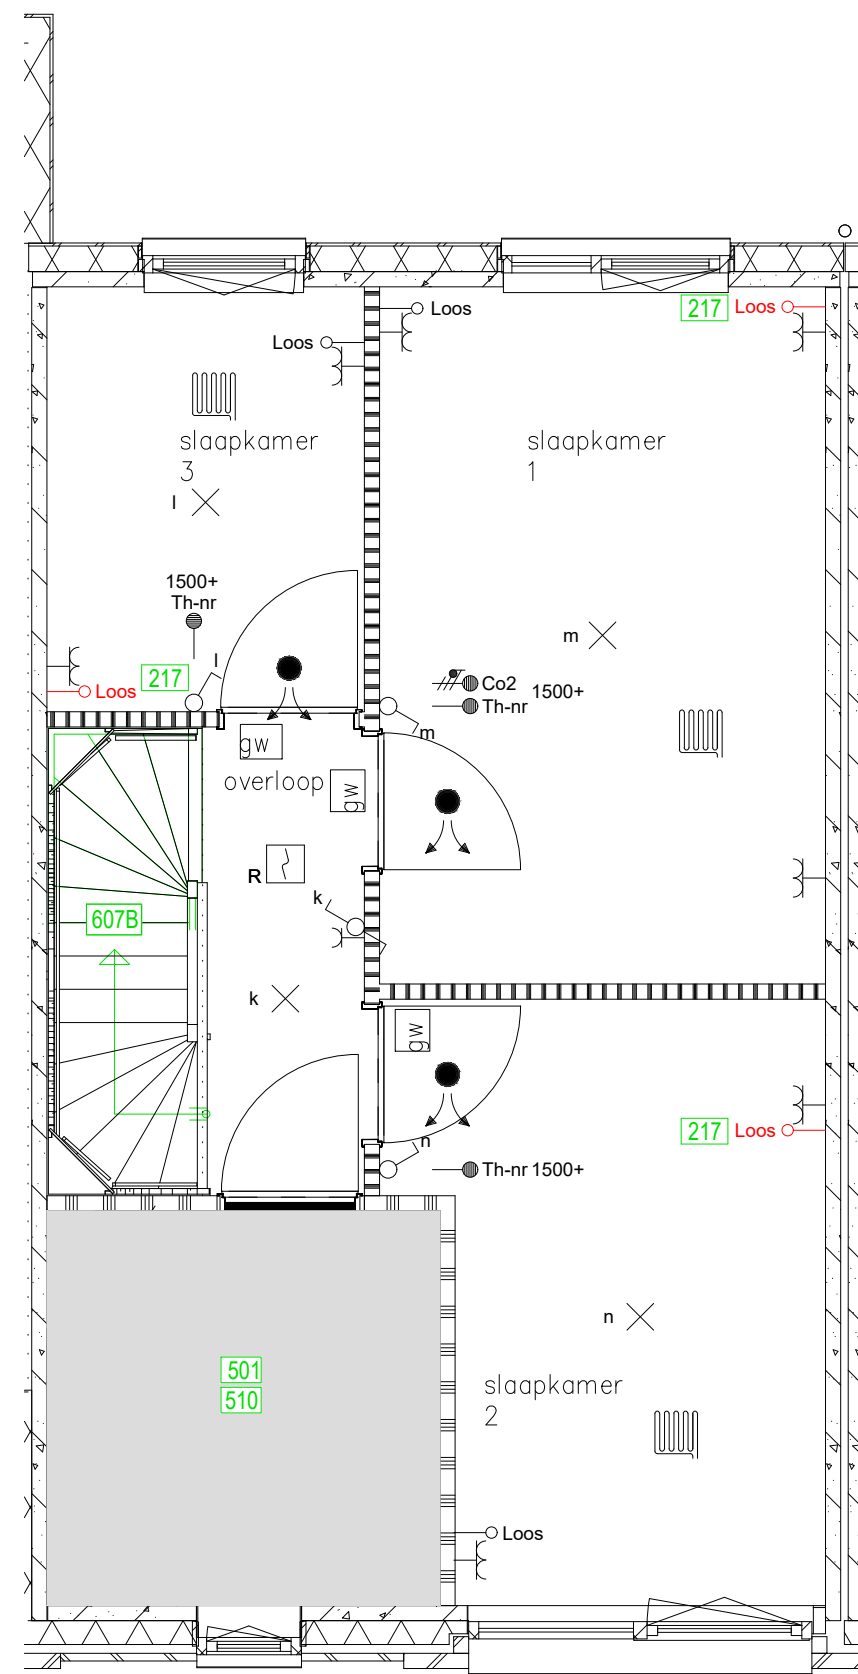 Loos
217 Loos
Loos
slaapkamer
3
slaapkamer
1
l
1500+
Th-nr
m
l
217
Loos
Co2
1500+
Th-nr
m
gw
overloop
gw
R
k
607B
k
gw
n
217 Loos
Th-nr 1500+
n
501
510
slaapkamer
2
Loos